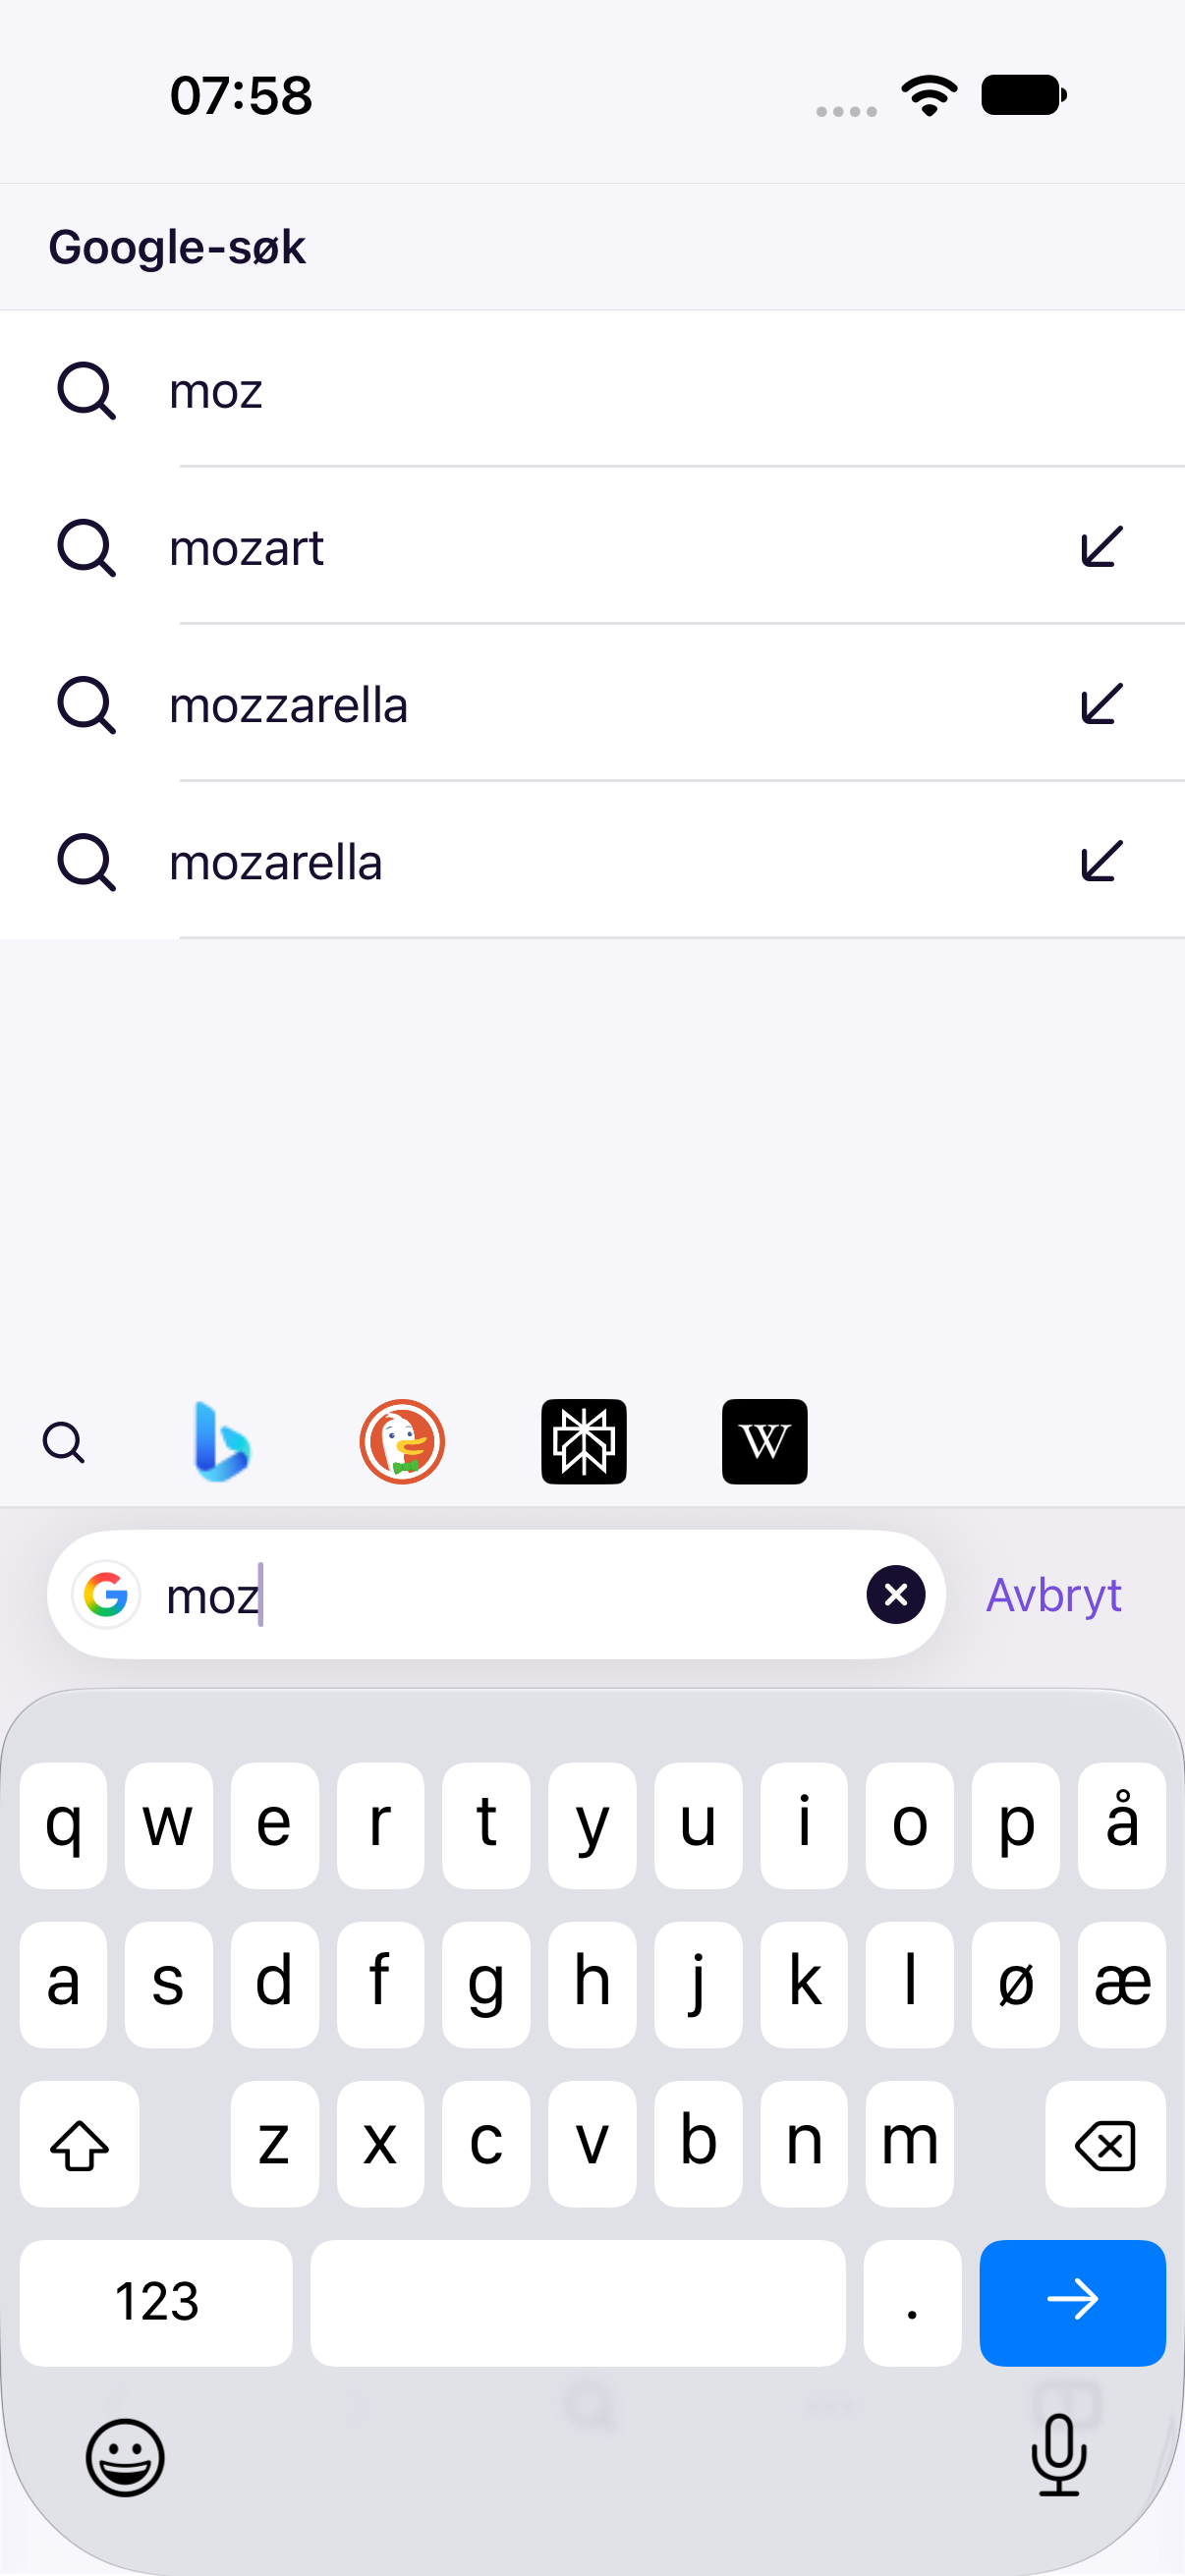 07:58
Google-søk
moz
mozart
mozzarella
mozarella
W
G moz Avbryt
q w e r t y u i o p å
a s d f g h j k l ø æ
z x c v b n m
123 .